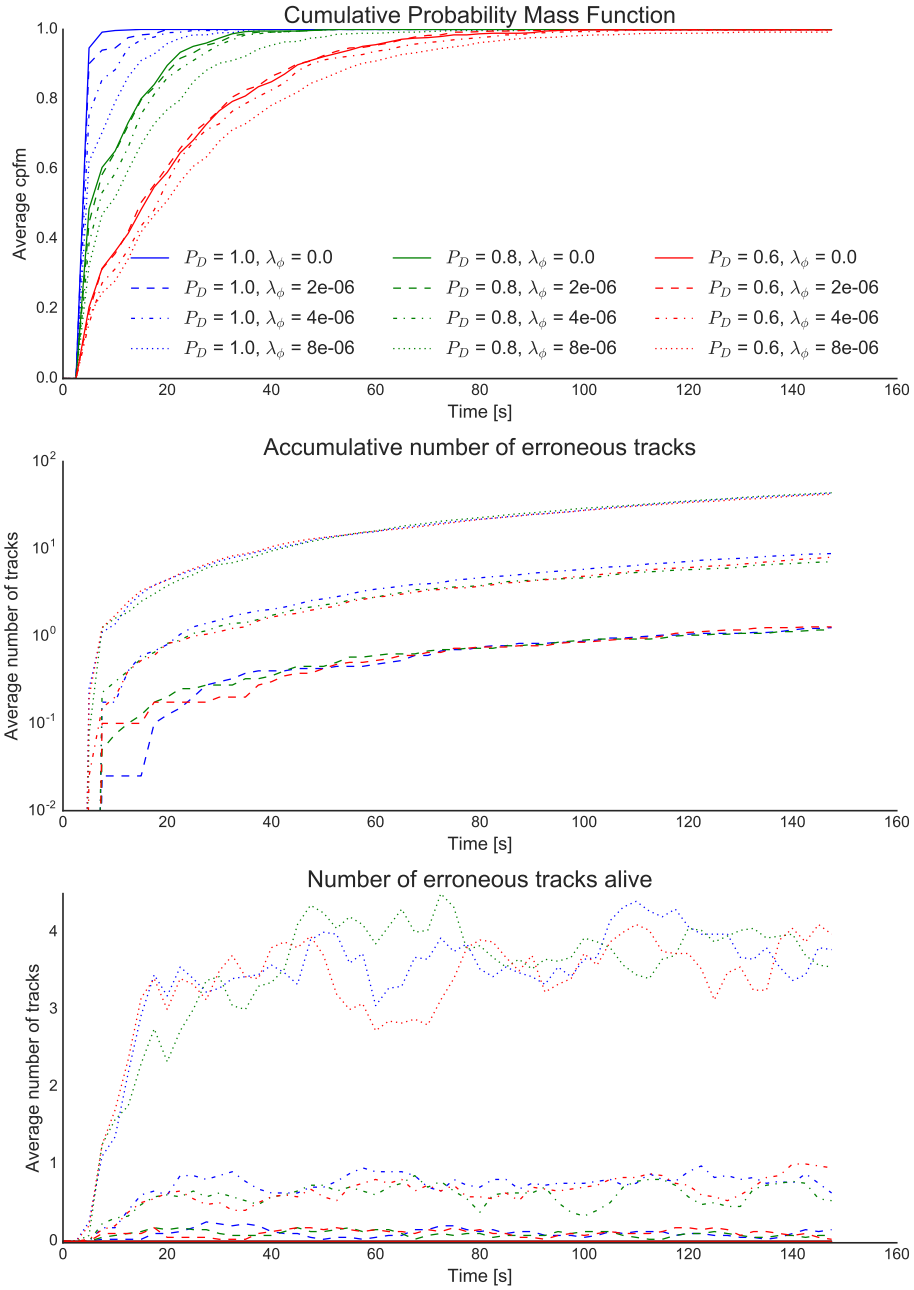 Cumulative Probability Mass Function
1.0
0.8
0.6
0.4
0.2
0.0
Average cpfm
P_D = 1.0, λ_ϕ = 0.0
P_D = 0.8, λ_ϕ = 0.0
P_D = 0.6, λ_ϕ = 0.0
P_D = 1.0, λ_ϕ = 2e-06
P_D = 0.8, λ_ϕ = 2e-06
P_D = 0.6, λ_ϕ = 2e-06
P_D = 1.0, λ_ϕ = 4e-06
P_D = 0.8, λ_ϕ = 4e-06
P_D = 0.6, λ_ϕ = 4e-06
P_D = 1.0, λ_ϕ = 8e-06
P_D = 0.8, λ_ϕ = 8e-06
P_D = 0.6, λ_ϕ = 8e-06
0 20 40 60 80 100 120 140 160
Time [s]
Accumulative number of erroneous tracks
10^2
10^1
10^0
10^-1
10^-2
Average number of tracks
0 20 40 60 80 100 120 140 160
Time [s]
Number of erroneous tracks alive
4
3
2
1
0
Average number of tracks
0 20 40 60 80 100 120 140 160
Time [s]